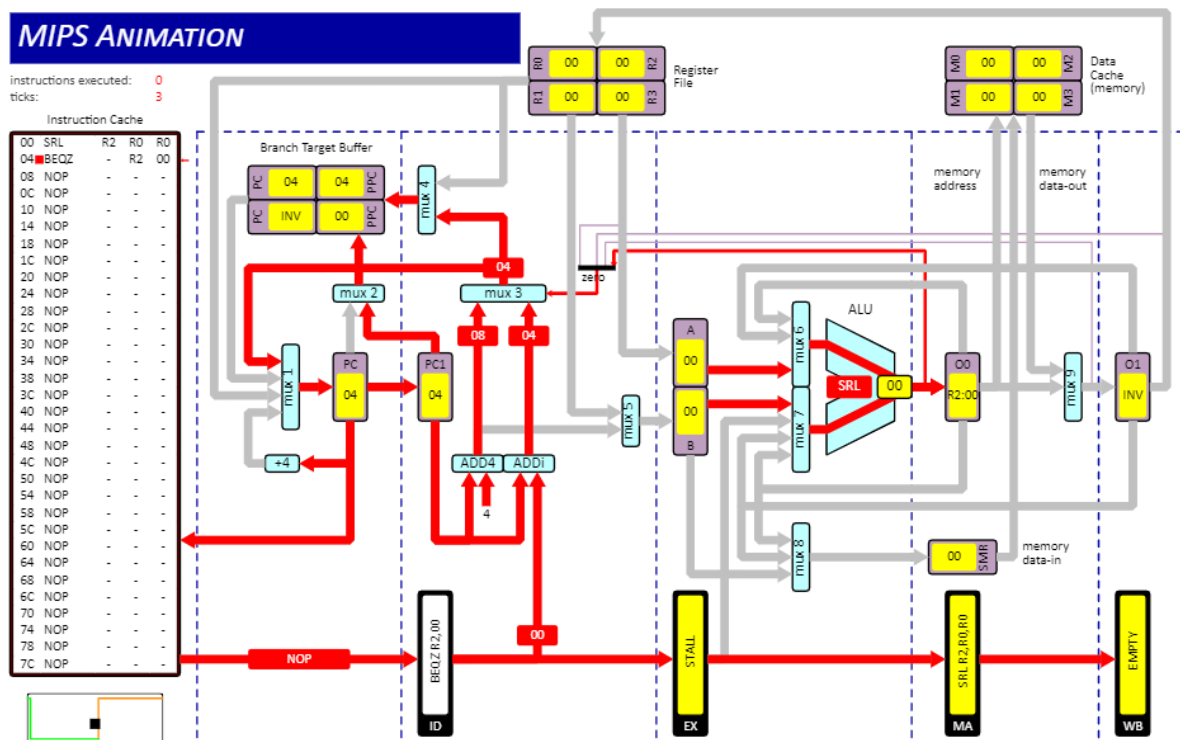 MIPS ANIMATION
instructions executed: 0
ticks: 3
Instruction Cache
00 SRL R2 R0 R0
04 BEQZ - R2 00
08 NOP - - -
0C NOP - - -
10 NOP - - -
14 NOP - - -
18 NOP - - -
1C NOP - - -
20 NOP - - -
24 NOP - - -
28 NOP - - -
2C NOP - - -
30 NOP - - -
34 NOP - - -
38 NOP - - -
3C NOP - - -
40 NOP - - -
44 NOP - - -
48 NOP - - -
4C NOP - - -
50 NOP - - -
54 NOP - - -
58 NOP - - -
5C NOP - - -
60 NOP - - -
64 NOP - - -
68 NOP - - -
6C NOP - - -
70 NOP - - -
74 NOP - - -
78 NOP - - -
7C NOP - - -
R0 00 00 R2
R1 00 00 R3
Register
File
M0 00 00 M2
M1 00 00 M3
Data
Cache
(memory)
Branch Target Buffer
PC 04 04 PPC
PC INV 00 PPC
mux 4
memory
address
memory
data-out
04
zero
mux 2
mux 3
08
04
mux 1
PC
04
PC1
04
+4
ADD4
ADDi
4
mux 5
A
00
00
B
mux 6
mux 7
ALU
SRL
00
O0
R2:00
mux 9
O1
INV
mux 8
00 SMR
memory
data-in
00
NOP
BEQZ R2,00
ID
STALL
EX
SRL R2,R0,R0
MA
EMPTY
WB